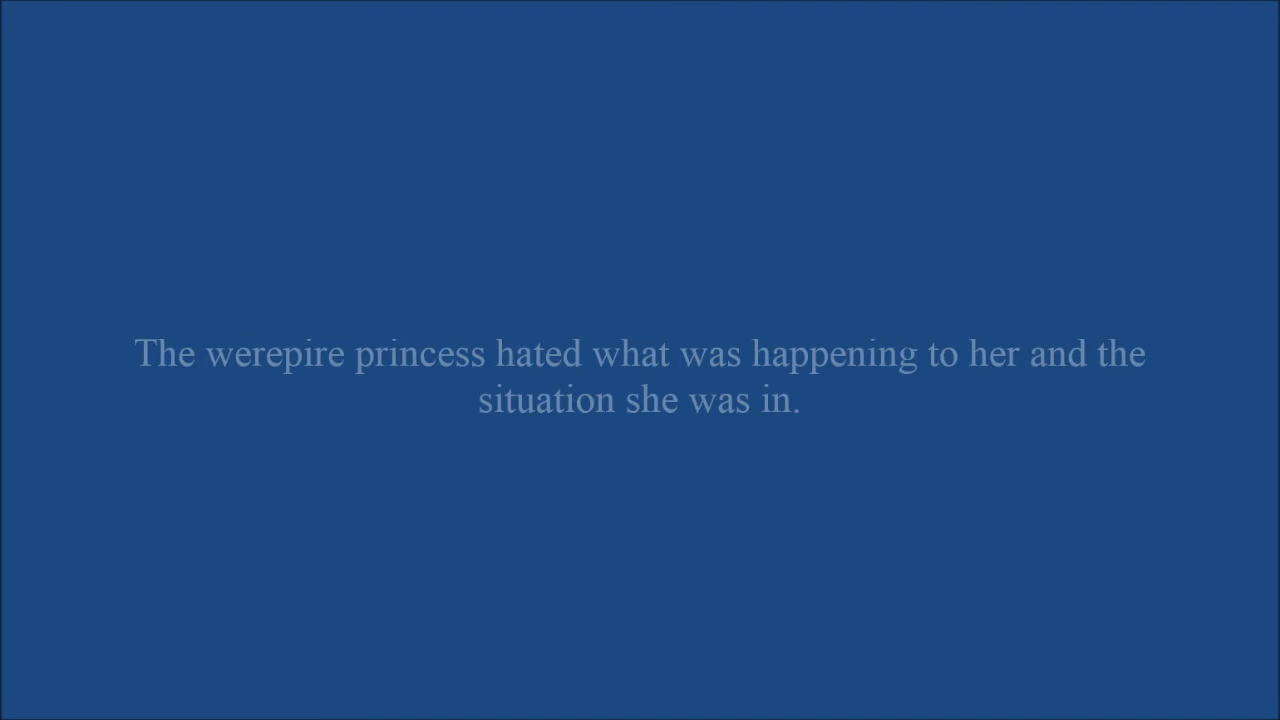 The werepire princess hated what was happening to her and the
situation she was in.